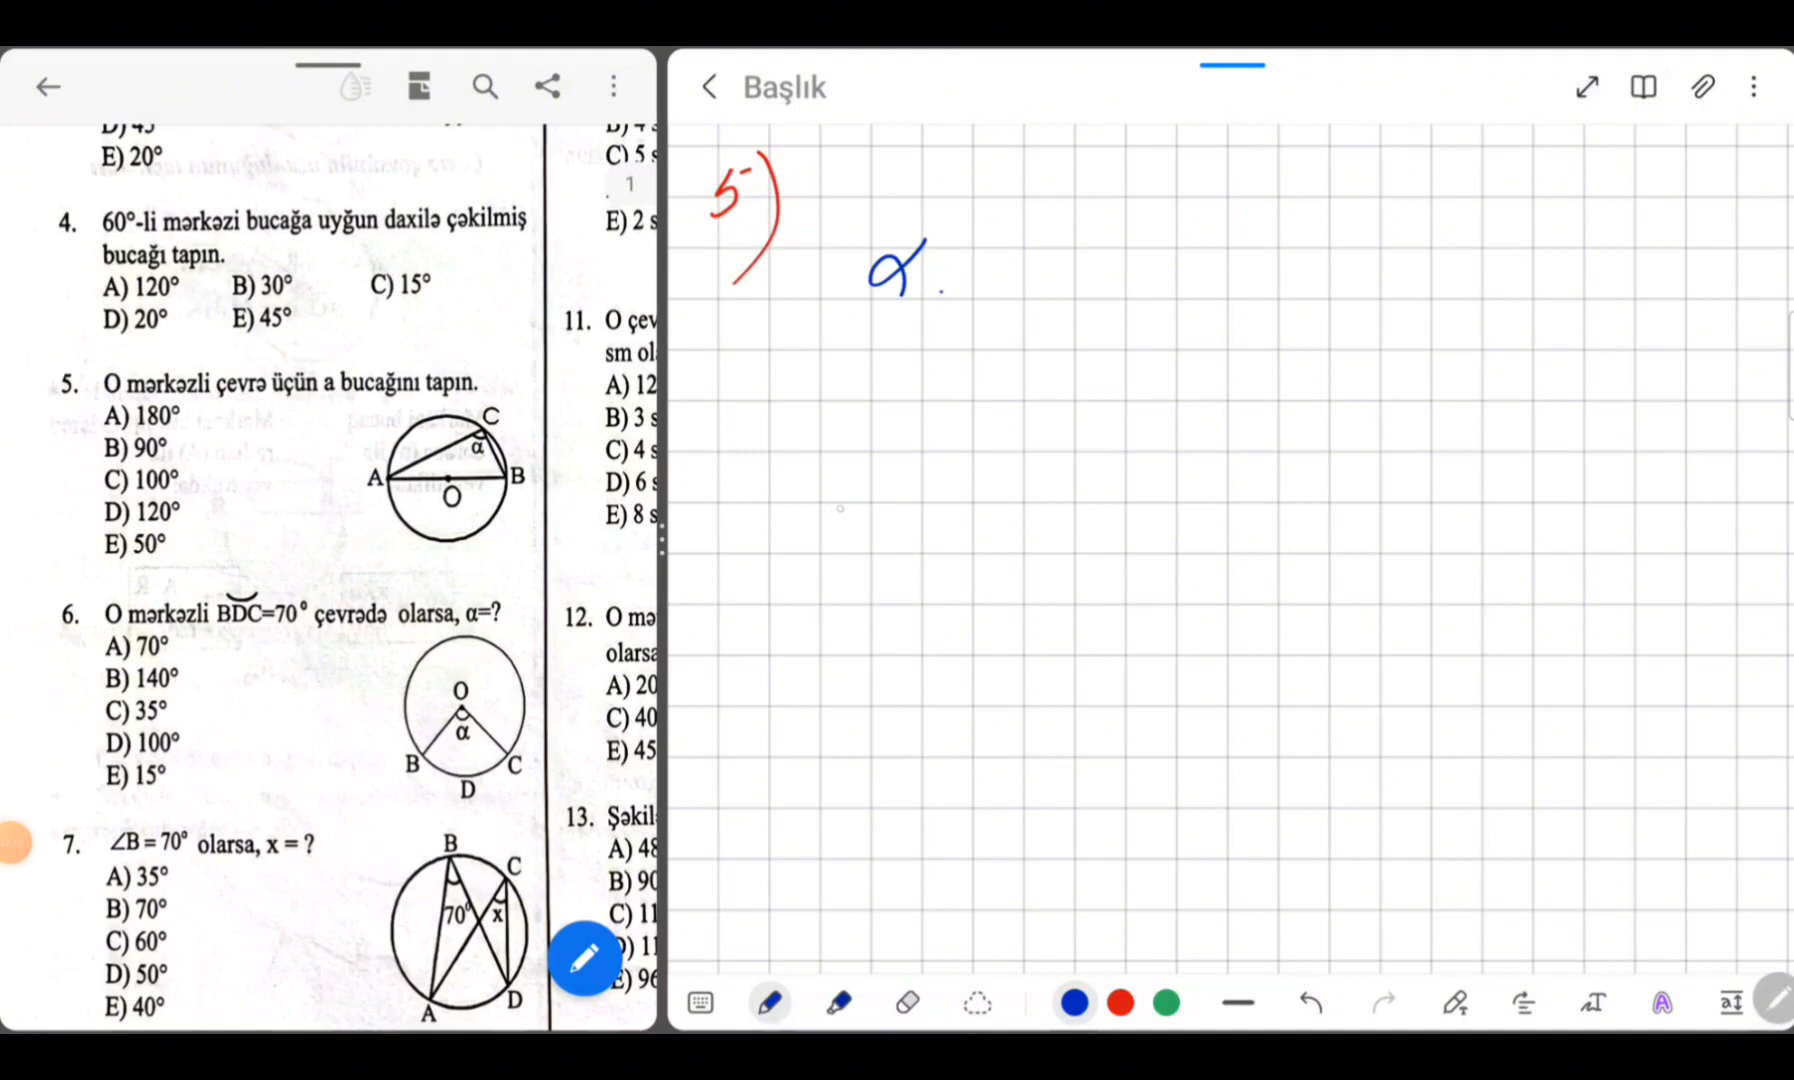 Başlık
E) 20°
4. 60°-li mərkəzi bucağa uyğun daxilə çəkilmiş
bucağı tapın.
A) 120° B) 30° C) 15°
D) 20° E) 45°
5. O mərkəzli çevrə üçün a bucağını tapın.
A) 180°
B) 90°
C) 100°
D) 120°
E) 50°
C
α
A
B
O
6. O mərkəzli BDC=70° çevrədə olarsa, α=?
A) 70°
B) 140°
C) 35°
D) 100°
E) 15°
O
α
B
C
D
7. ∠B = 70° olarsa, x = ?
A) 35°
B) 70°
C) 60°
D) 50°
E) 40°
B
C
70°
x
A
D
C) 5 s
1
E) 2 s
11. O çev
sm ol
A) 12
B) 3 s
C) 4 s
D) 6 s
E) 8 s
12. O mə
olarsa
A) 20
C) 40
E) 45
13. Şəkil
A) 48
B) 90
C) 11
D) 11
E) 96
5)
α